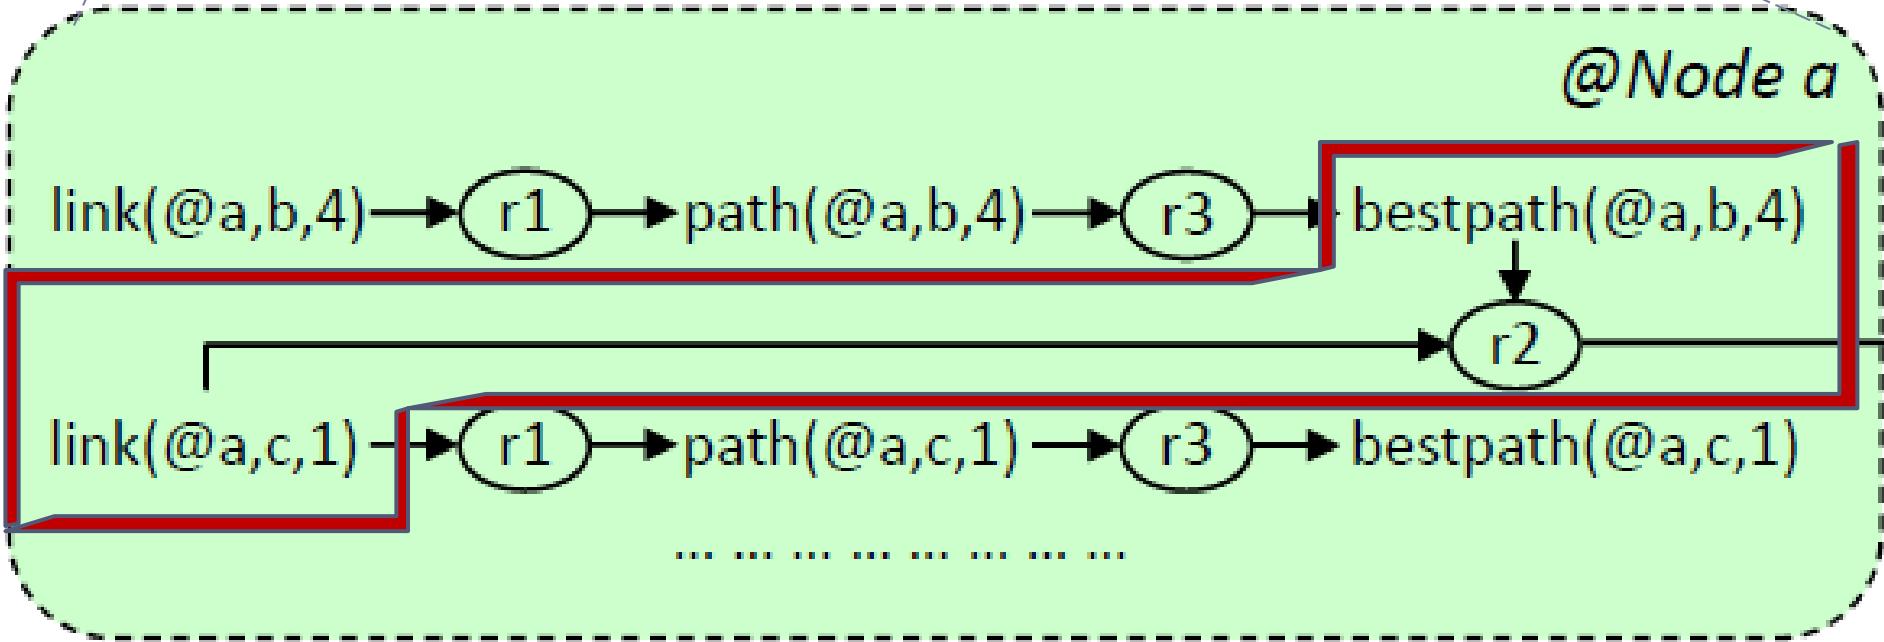 @Node a
link(@a,b,4) r1 path(@a,b,4) r3 bestpath(@a,b,4)
r2
link(@a,c,1) r1 path(@a,c,1) r3 bestpath(@a,c,1)
... ... ... ... ... ... ... ...